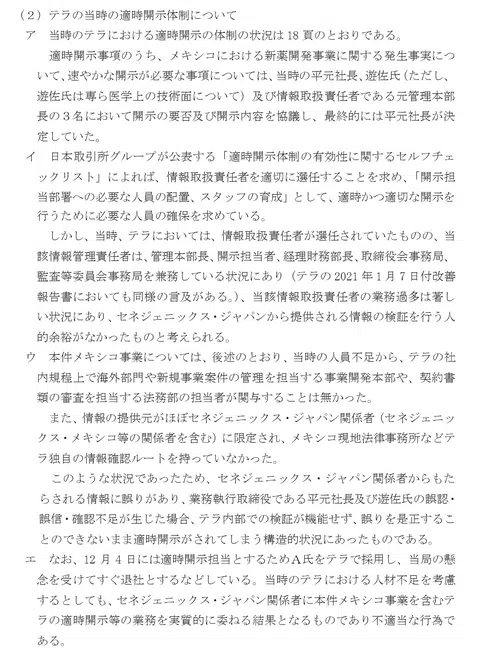 （２）テラの当時の適時開示体制について
ア　当時のテラにおける適時開示の体制の状況は18 頁のとおりである。
適時開示事項のうち、メキシコにおける新薬開発事業に関する発生事実につ
いて、速やかな開示が必要な事項については、当時の平元社長、遊佐氏（ただし、
遊佐氏は専ら医学上の技術面について）及び情報取扱責任者である元管理本部
長の３名において開示の要否及び開示内容を協議し、最終的には平元社長が決
定していた。
イ　日本取引所グループが公表する「適時開示体制の有効性に関するセルフチェ
ックリスト」によれば、情報取扱責任者を適切に選任することを求め、「開示担
当部署への必要な人員の配置、スタッフの育成」として、適時かつ適切な開示を
行うために必要な人員の確保を求めている。
しかし、当時、テラにおいては、情報取扱責任者が選任されていたものの、当
該情報管理責任者は、管理本部長、開示担当者、経理財務部長、取締役会事務局、
監査等委員会事務局を兼務している状況にあり（テラの 2021 年１月７日付改善
報告書においても同様の言及がある。）、当該情報取扱責任者の業務過多は著し
い状況にあり、セネジェニックス・ジャパンから提供される情報の検証を行う人
的余裕がなかったものと考えられる。
ウ　本件メキシコ事業については、後述のとおり、当時の人員不足から、テラの社
内規程上で海外部門や新規事業案件の管理を担当する事業開発本部や、契約書
類の審査を担当する法務部の担当者が関与することは無かった。
また、情報の提供元がほぼセネジェニックス・ジャパン関係者（セネジェニッ
クス・メキシコ等の関係者を含む）に限定され、メキシコ現地法律事務所などテ
ラ独自の情報確認ルートを持っていなかった。
このような状況であったため、セネジェニックス・ジャパン関係者からもた
らされる情報に誤りがあり、業務執行取締役である平元社長及び遊佐氏の誤認・
誤信・確認不足が生じた場合、テラ内部での検証が機能せず、誤りを是正するこ
とのできないまま適時開示がされてしまう構造的状況にあったものである。
エ　なお、12 月４日には適時開示担当とするためＡ氏をテラで採用し、当局の懸
念を受けてすぐ退社とするなどしている。当時のテラにおける人材不足を考慮
するとしても、セネジェニックス・ジャパン関係者に本件メキシコ事業を含むテ
ラの適時開示等の業務を実質的に委ねる結果となるものであり不適当な行為で
ある。